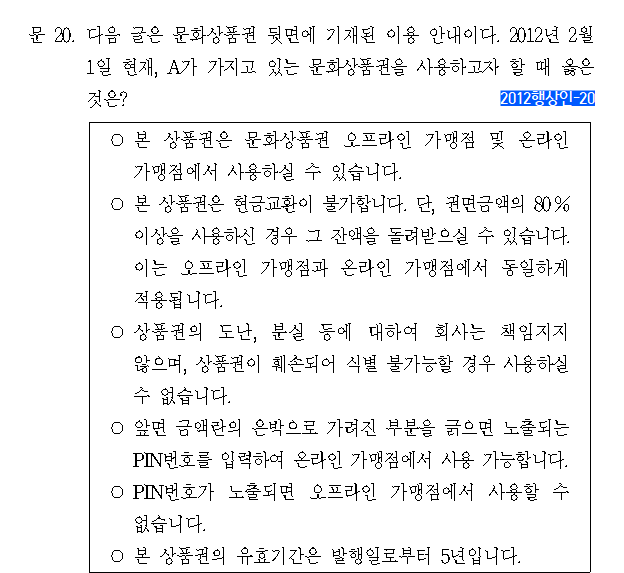 문 20. 다음 글은 문화상품권 뒷면에 기재된 이용 안내이다. 2012년 2월
1일 현재, A가 가지고 있는 문화상품권을 사용하고자 할 때 옳은
것은?
2012행상인-20
○ 본 상품권은 문화상품권 오프라인 가맹점 및 온라인
가맹점에서 사용하실 수 있습니다.
○ 본 상품권은 현금교환이 불가합니다. 단, 권면금액의 80%
이상을 사용하신 경우 그 잔액을 돌려받으실 수 있습니다.
이는 오프라인 가맹점과 온라인 가맹점에서 동일하게
적용됩니다.
○ 상품권의 도난, 분실 등에 대하여 회사는 책임지지
않으며, 상품권이 훼손되어 식별 불가능할 경우 사용하실
수 없습니다.
○ 앞면 금액란의 은박으로 가려진 부분을 긁으면 노출되는
PIN번호를 입력하여 온라인 가맹점에서 사용 가능합니다.
○ PIN번호가 노출되면 오프라인 가맹점에서 사용할 수
없습니다.
○ 본 상품권의 유효기간은 발행일로부터 5년입니다.